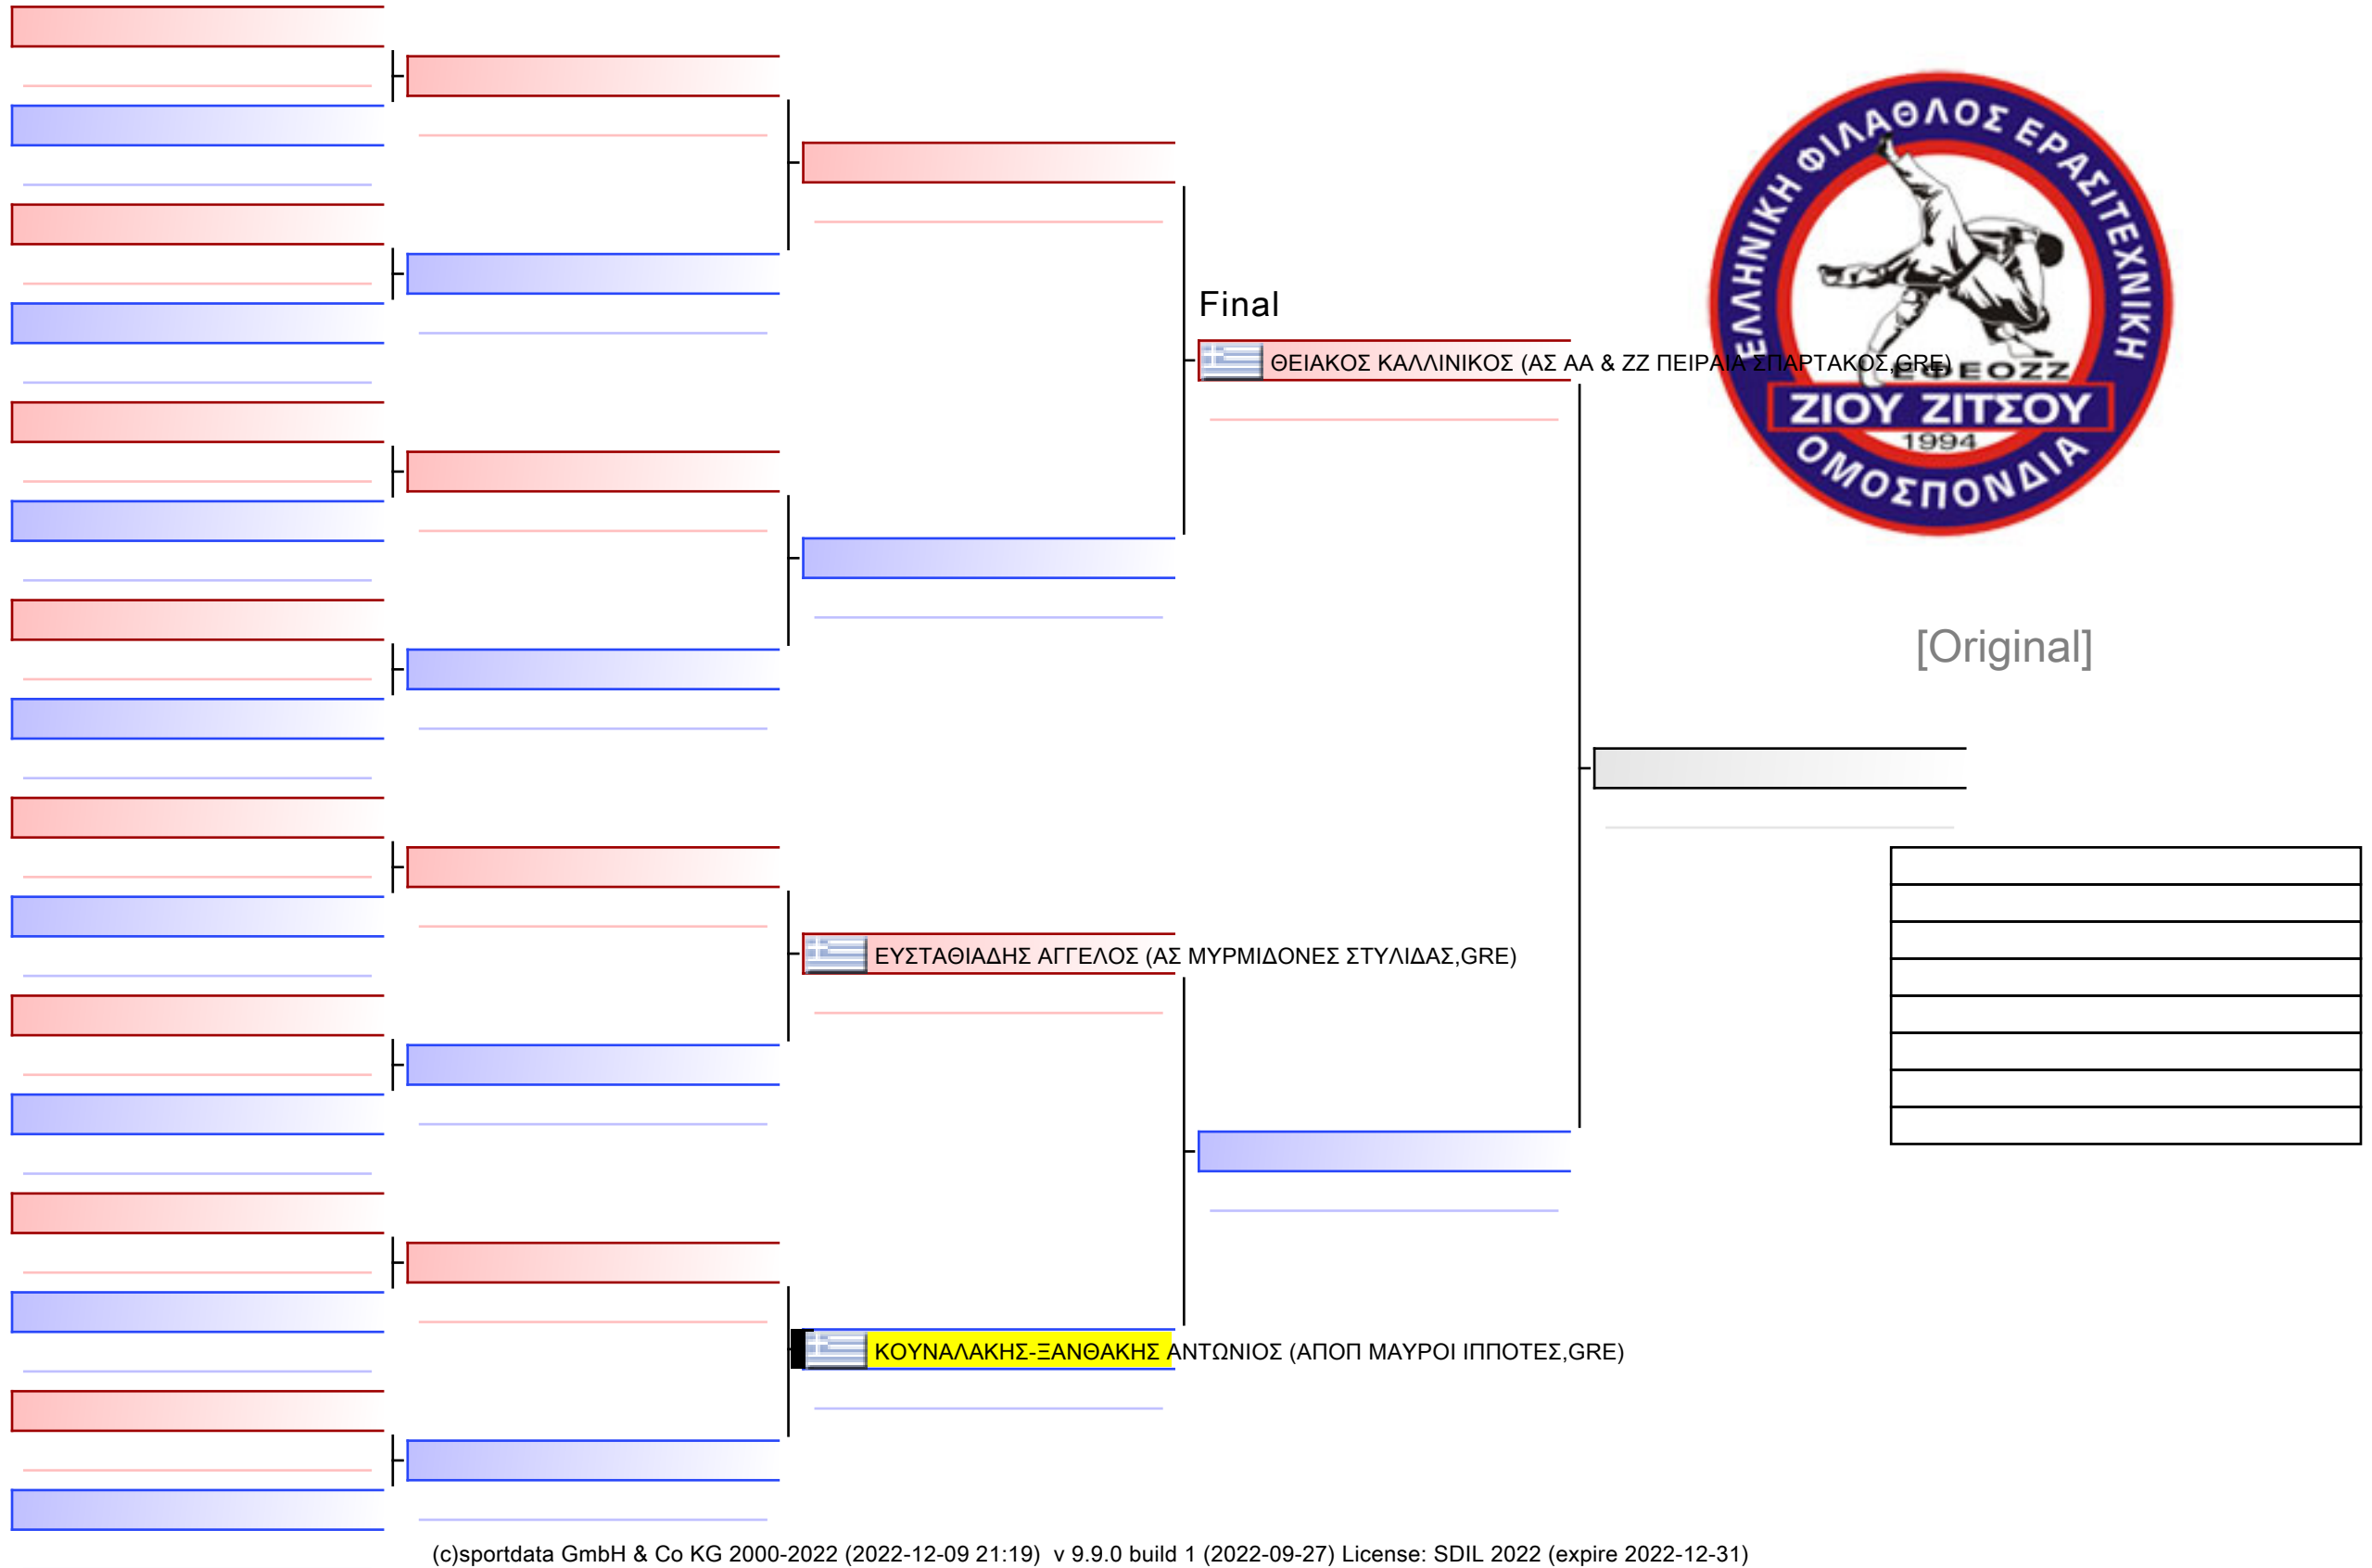 ΕΛΛΗΝΙΚΗ ΦΙΛΑΘΛΟΣ ΕΡΑΣΙΤΕΧΝΙΚΗ
Final
ΘΕΙΑΚΟΣ ΚΑΛΛΙΝΙΚΟΣ (ΑΣ ΑΑ & ΖΖ ΠΕΙΡΑΙΑ ΣΠΑΡΤΑΚΟΣ,GRE)
ΕΦΕΟΖΖ
ΖΙΟΥ ΖΙΤΣΟΥ
1994
ΟΜΟΣΠΟΝΔΙΑ
[Original]
ΕΥΣΤΑΘΙΑΔΗΣ ΑΓΓΕΛΟΣ (ΑΣ ΜΥΡΜΙΔΟΝΕΣ ΣΤΥΛΙΔΑΣ,GRE)
ΚΟΥΝΑΛΑΚΗΣ-ΞΑΝΘΑΚΗΣ ΑΝΤΩΝΙΟΣ (ΑΠΟΠ ΜΑΥΡΟΙ ΙΠΠΟΤΕΣ,GRE)
(c)sportdata GmbH & Co KG 2000-2022 (2022-12-09 21:19) v 9.9.0 build 1 (2022-09-27) License: SDIL 2022 (expire 2022-12-31)